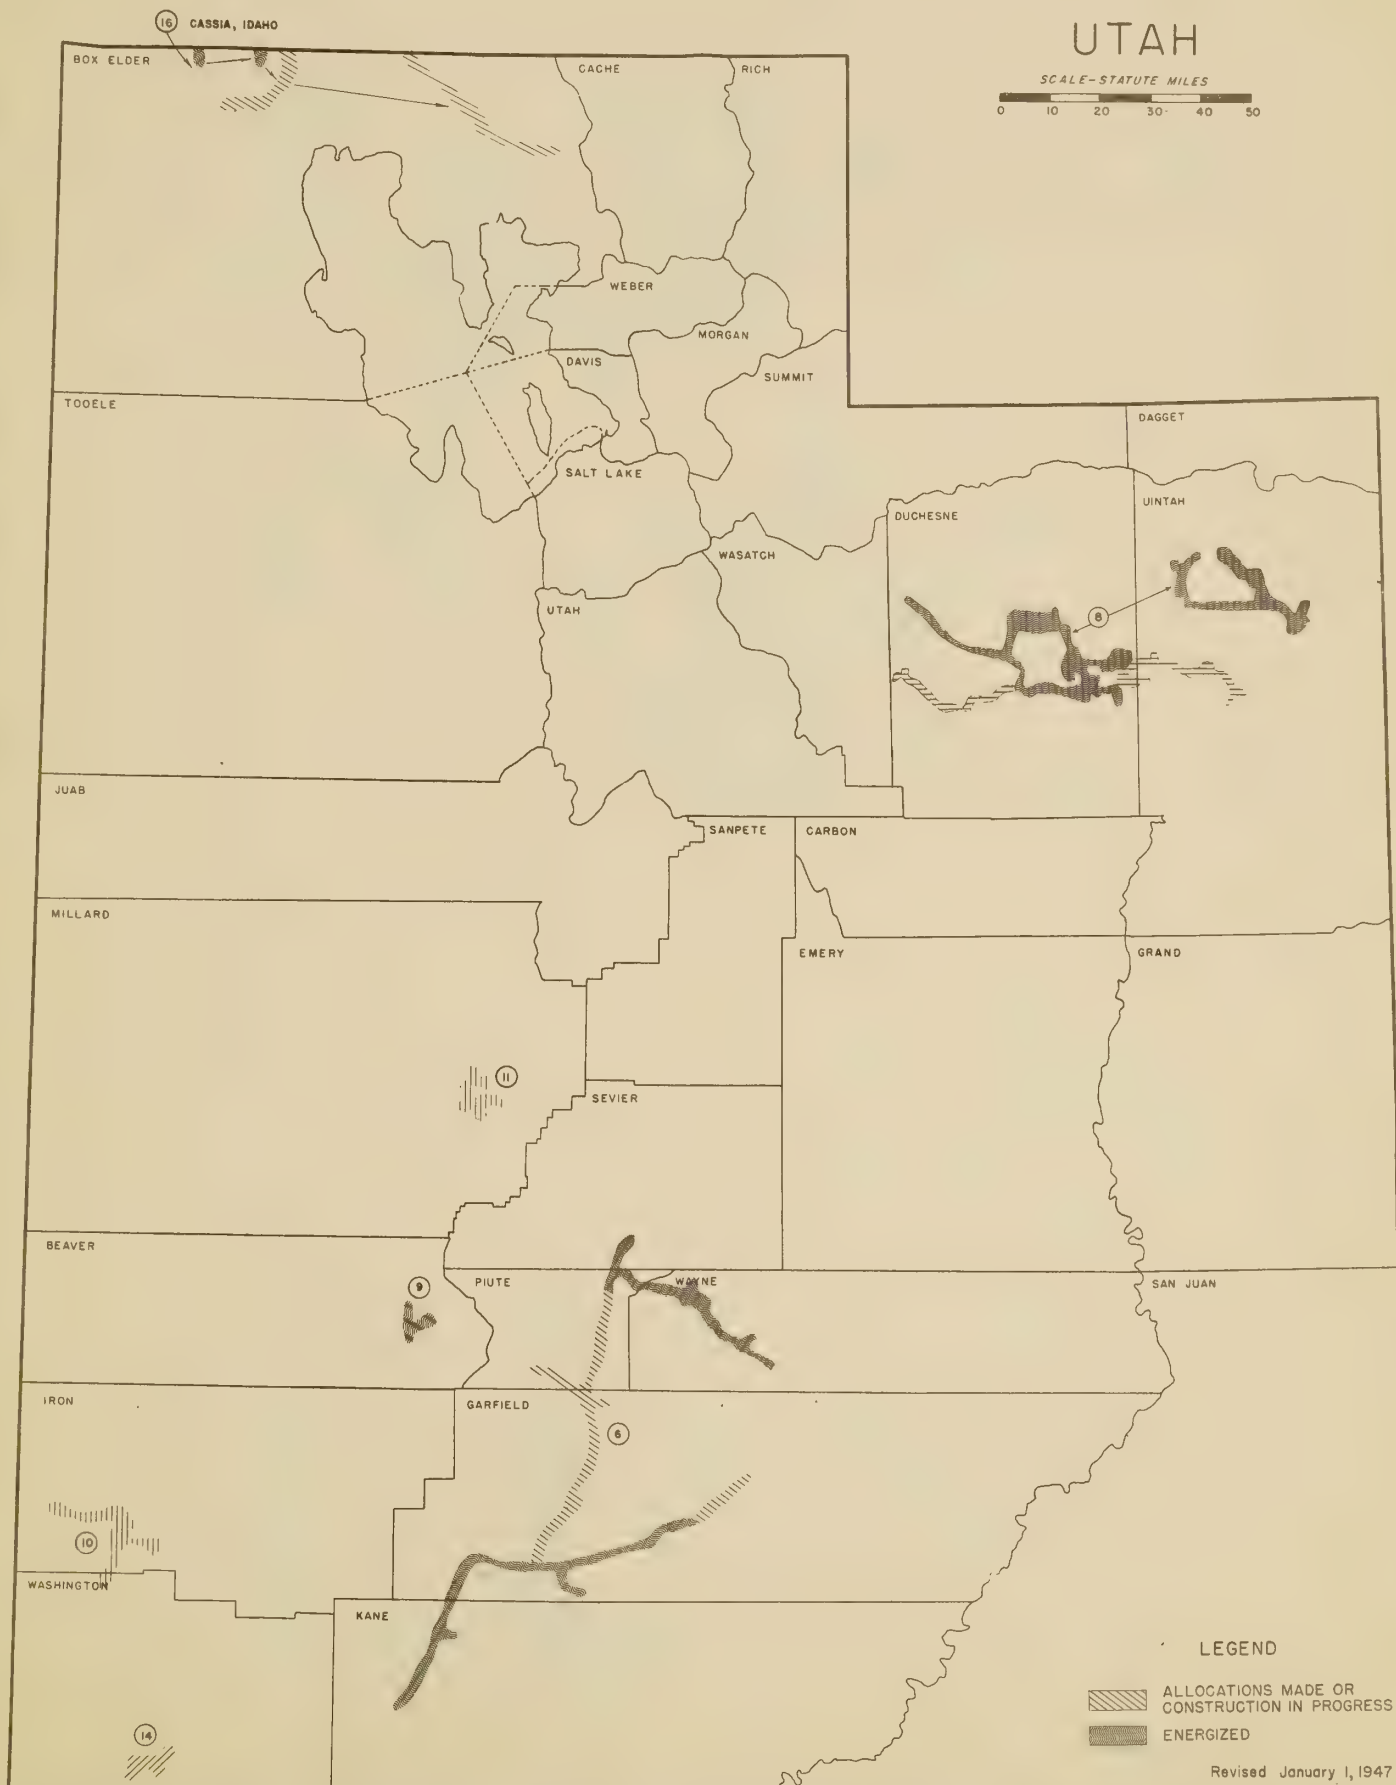 16 CASSIA, IDAHO
UTAH
SCALE-STATUTE MILES
0 10 20 30 40 50
BOX ELDER
CACHE
RICH
WEBER
MORGAN
DAVIS
SUMMIT
TOOELE
DAGGET
SALT LAKE
UINTAH
DUCHESNE
WASATCH
UTAH
8
JUAB
SANPETE
CARBON
MILLARD
EMERY
GRAND
11
SEVIER
BEAVER
9
PIUTE
WAYNE
SAN JUAN
IRON
GARFIELD
6
10
WASHINGTON
KANE
14
LEGEND
ALLOCATIONS MADE OR
CONSTRUCTION IN PROGRESS
ENERGIZED
Revised January 1, 1947